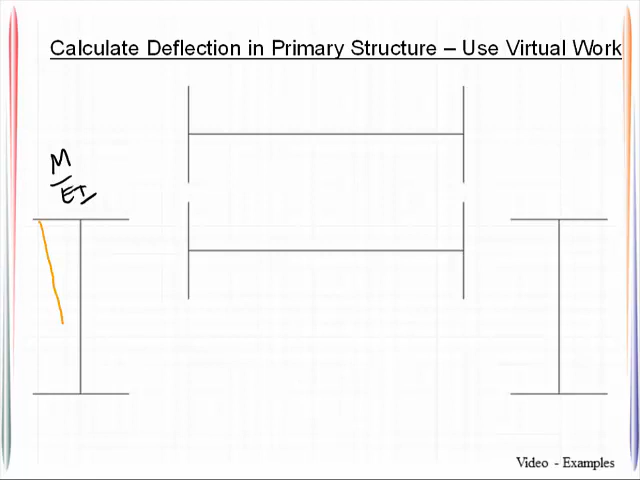 Calculate Deflection in Primary Structure – Use Virtual Work
M
EI
Video - Examples